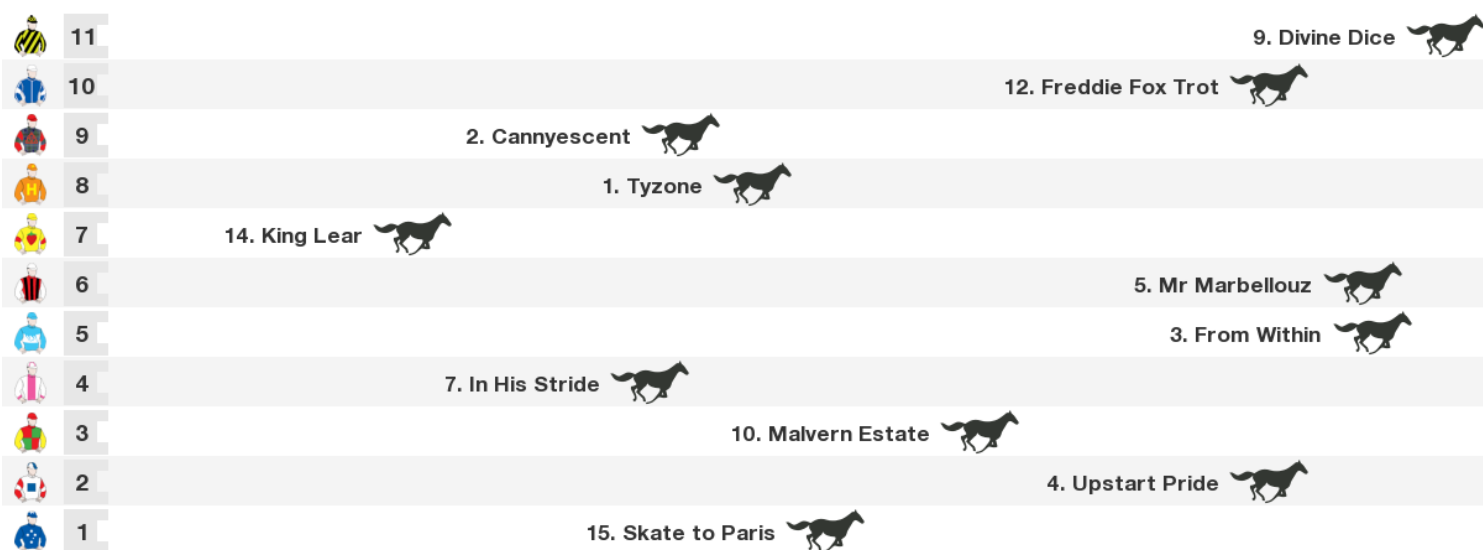 11 9. Divine Dice
10 12. Freddie Fox Trot
9 2. Cannyescent
8 1. Tyzone
7 14. King Lear
6 5. Mr Marbellouz
5 3. From Within
4 7. In His Stride
3 10. Malvern Estate
2 4. Upstart Pride
1 15. Skate to Paris